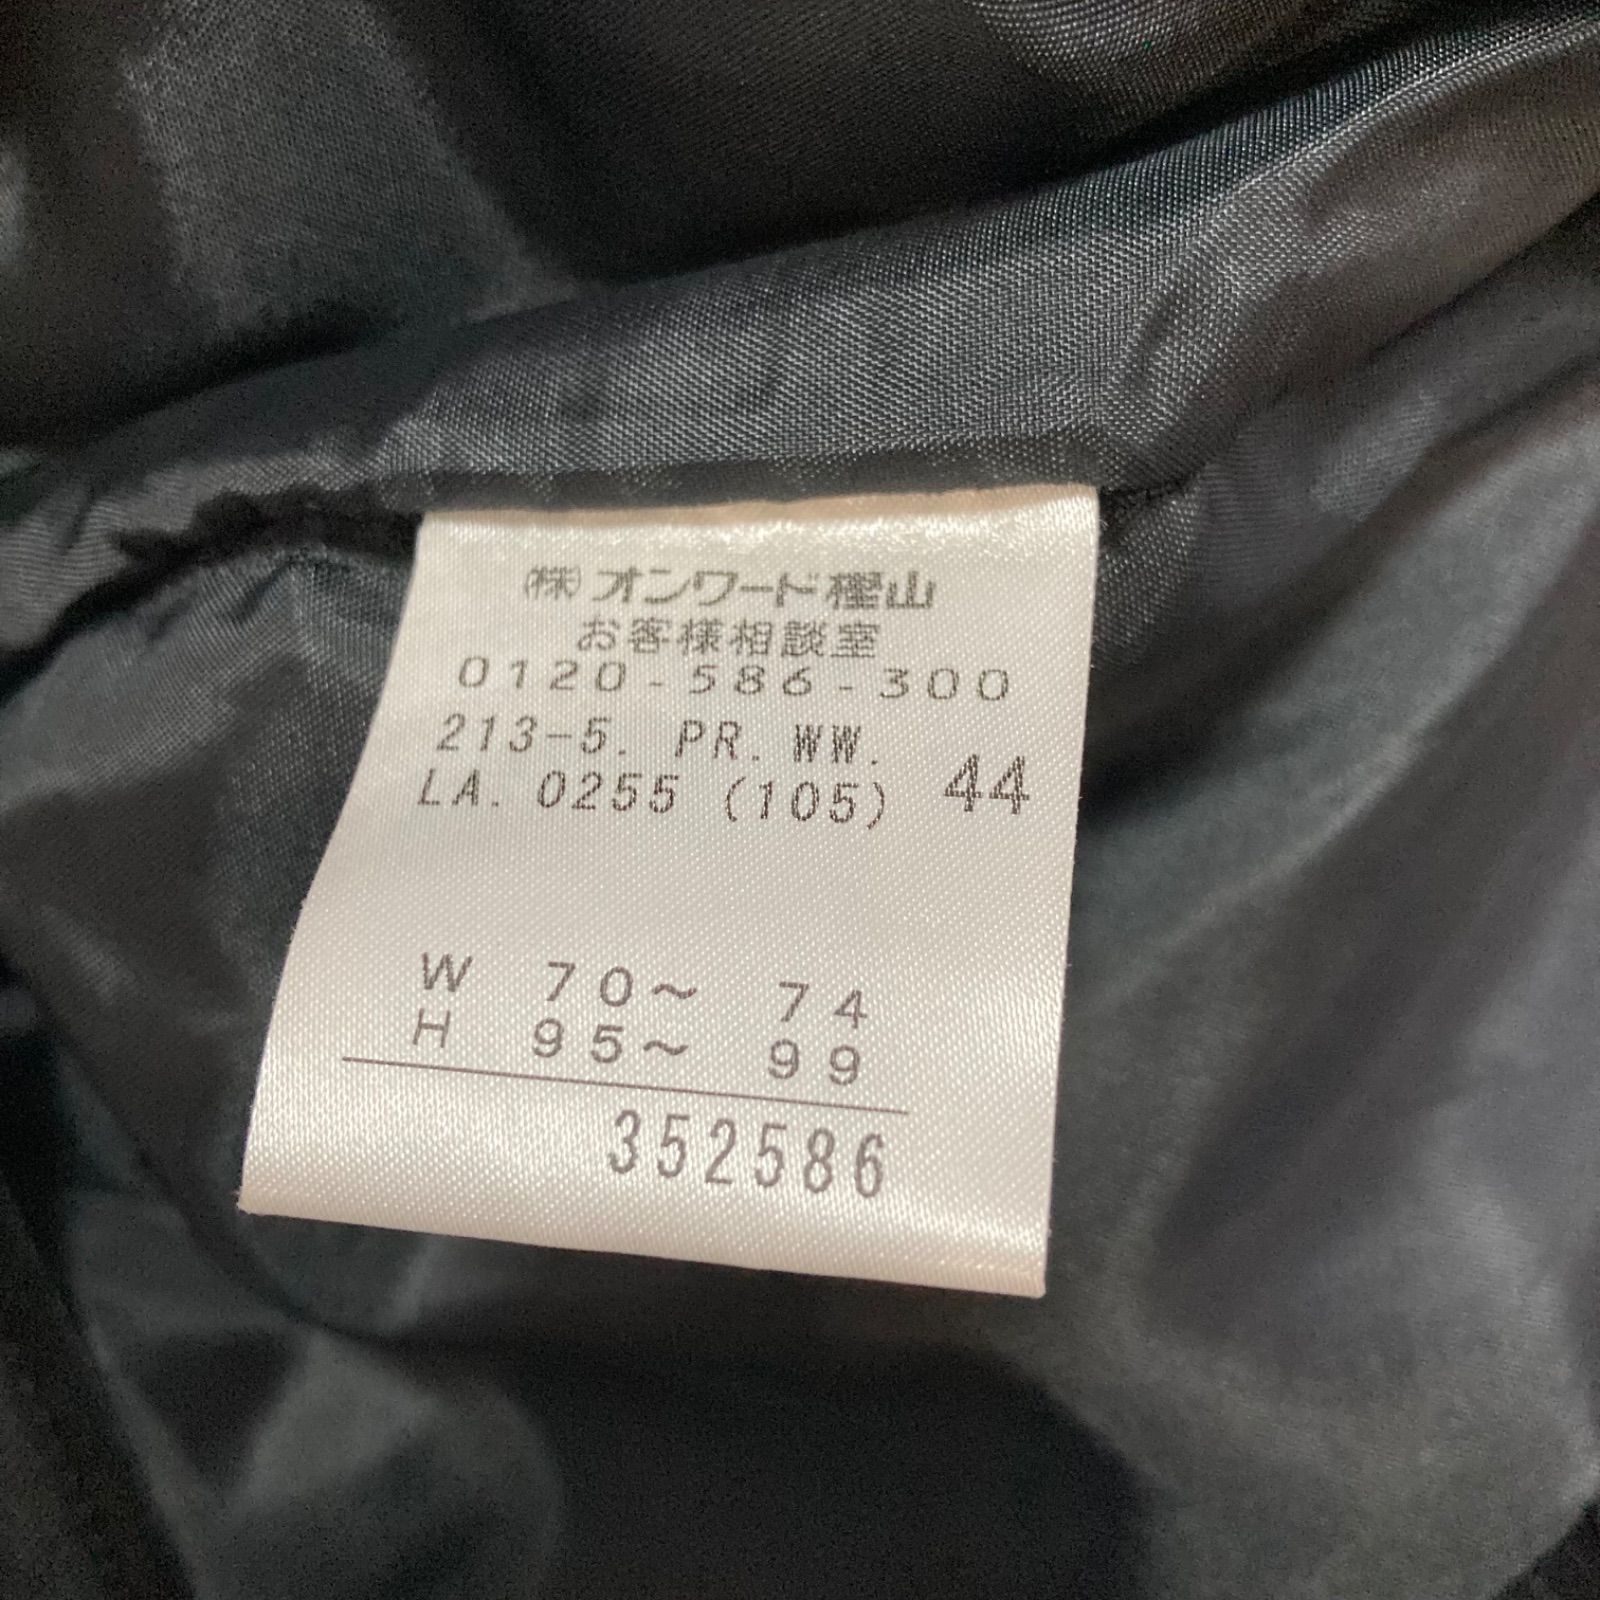 (株)オンワード樫山
お客様相談室
0120-586-300
213-5. PR. WW.
LA. 0255 (105) 44
W 70〜 74
H 95〜 99
352586